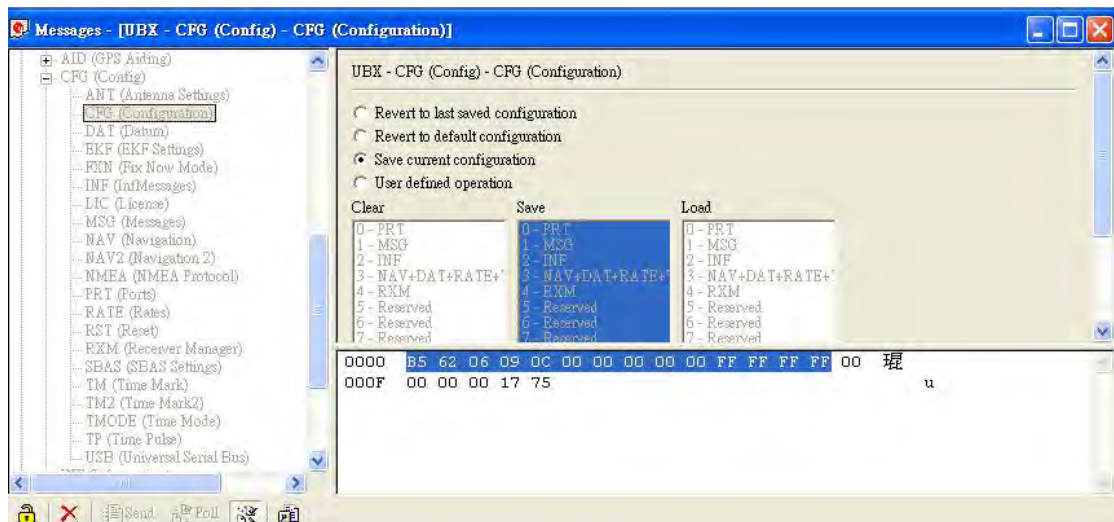 Messages - [UBX - CFG (Config) - CFG (Configuration)]
AID (GPS Aiding)
CFG (Config)
ANT (Antenna Settings)
CFG (Configuration)
DAT (Datum)
EKF (EKF Settings)
FXN (Fix Now Mode)
INF (InfMessages)
LIC (License)
MSG (Messages)
NAV (Navigation)
NAV2 (Navigation 2)
NMEA (NMEA Protocol)
PRT (Ports)
RATE (Rates)
RST (Reset)
RXM (Receiver Manager)
SBAS (SBAS Settings)
TM (Time Mark)
TM2 (Time Mark2)
TMODE (Time Mode)
TP (Time Pulse)
USB (Universal Serial Bus)
UBX - CFG (Config) - CFG (Configuration)
Revert to last saved configuration
Revert to default configuration
Save current configuration
User defined operation
Clear
0 - PRT
1 - MSG
2 - INF
3 - NAV+DAT+RATE+
4 - RXM
5 - Reserved
6 - Reserved
7 - Reserved
Save
0 - PRT
1 - MSG
2 - INF
3 - NAV+DAT+RATE+
4 - RXM
5 - Reserved
6 - Reserved
7 - Reserved
Load
0 - PRT
1 - MSG
2 - INF
3 - NAV+DAT+RATE+
4 - RXM
5 - Reserved
6 - Reserved
7 - Reserved
0000 B5 62 06 09 0C 00 00 00 00 00 FF FF FF FF 00
000F 00 00 00 17 75 u
Send Poll